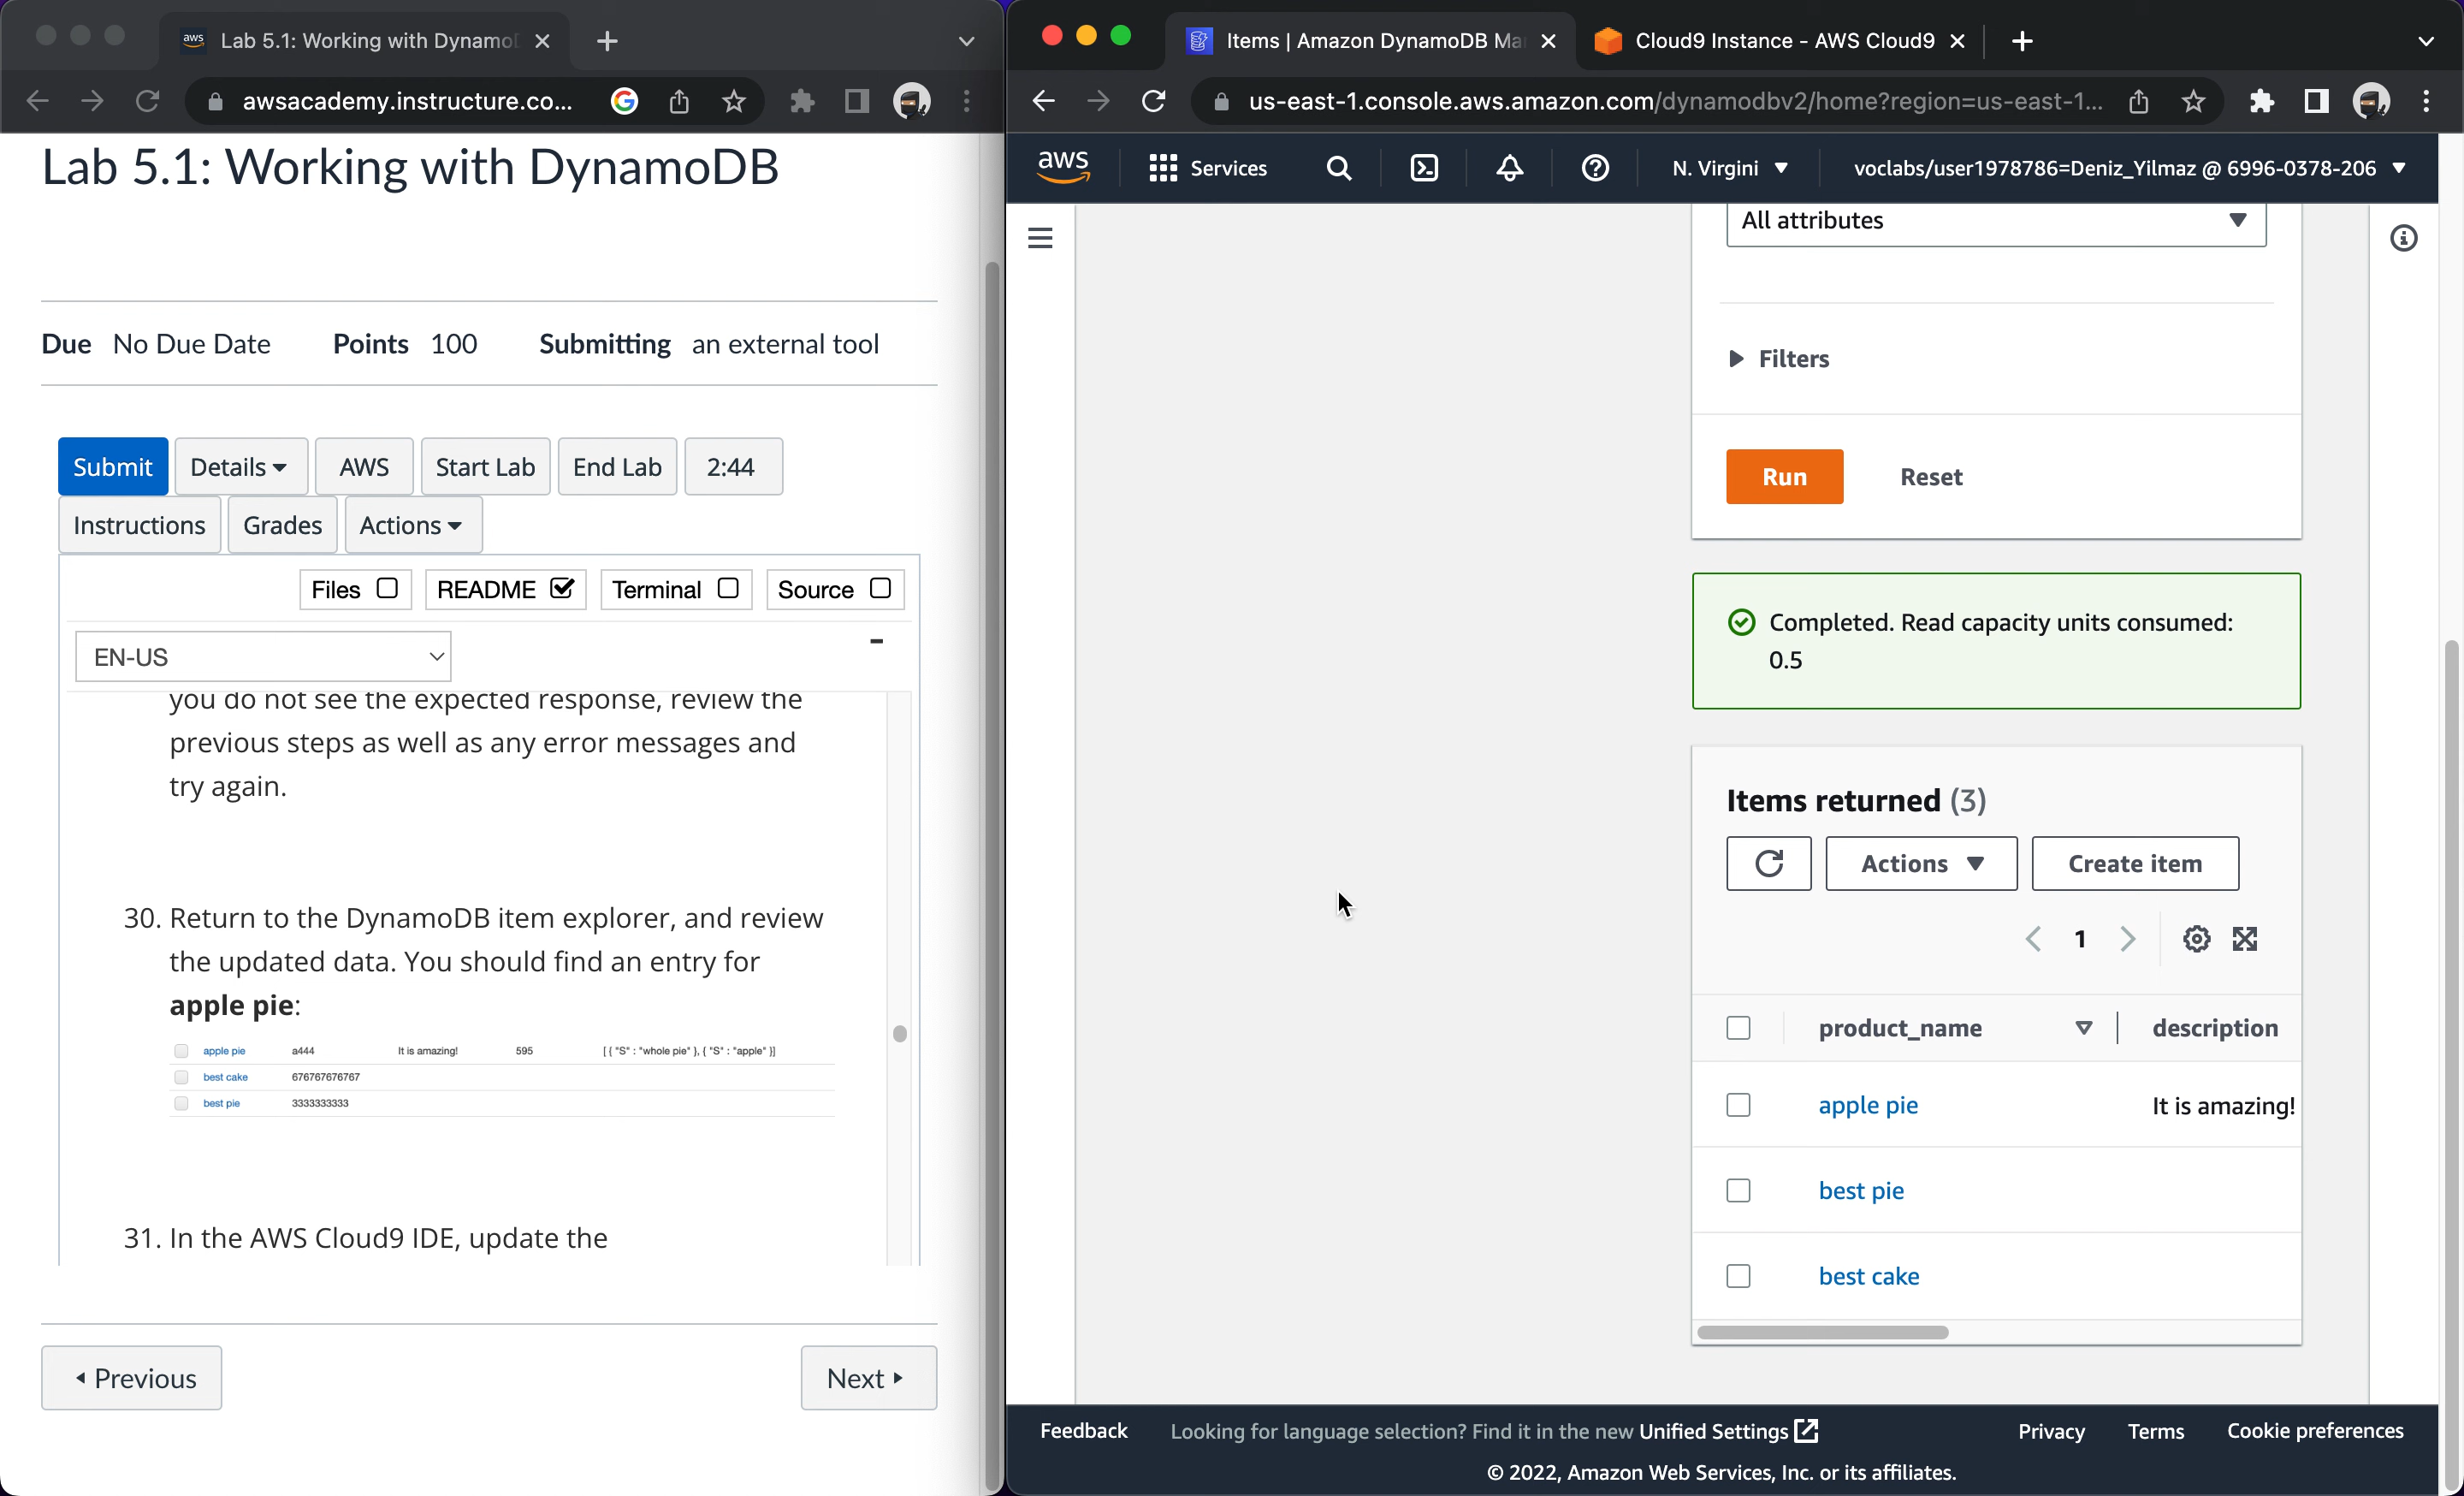 Lab 5.1: Working with Dynamo
awsacademy.instructure.co...
Lab 5.1: Working with DynamoDB
Due No Due Date Points 100 Submitting an external tool
Submit Details AWS Start Lab End Lab 2:44
Instructions Grades Actions
Files README Terminal Source
EN-US
you do not see the expected response, review the
previous steps as well as any error messages and
try again.
30. Return to the DynamoDB item explorer, and review
the updated data. You should find an entry for
apple pie:
apple pie a444 It is amazing! 595 [ { "S" : "whole pie" }, { "S" : "apple" }]
best cake 676767676767
best pie 3333333333
31. In the AWS Cloud9 IDE, update the
Previous Next
Items | Amazon DynamoDB Ma Cloud9 Instance - AWS Cloud9
us-east-1.console.aws.amazon.com/dynamodbv2/home?region=us-east-1...
aws Services N. Virgini voclabs/user1978786=Deniz_Yilmaz @ 6996-0378-206
All attributes
Filters
Run Reset
Completed. Read capacity units consumed:
0.5
Items returned (3)
Actions Create item
1
product_name description
apple pie It is amazing!
best pie
best cake
Feedback Looking for language selection? Find it in the new Unified Settings Privacy Terms Cookie preferences
© 2022, Amazon Web Services, Inc. or its affiliates.